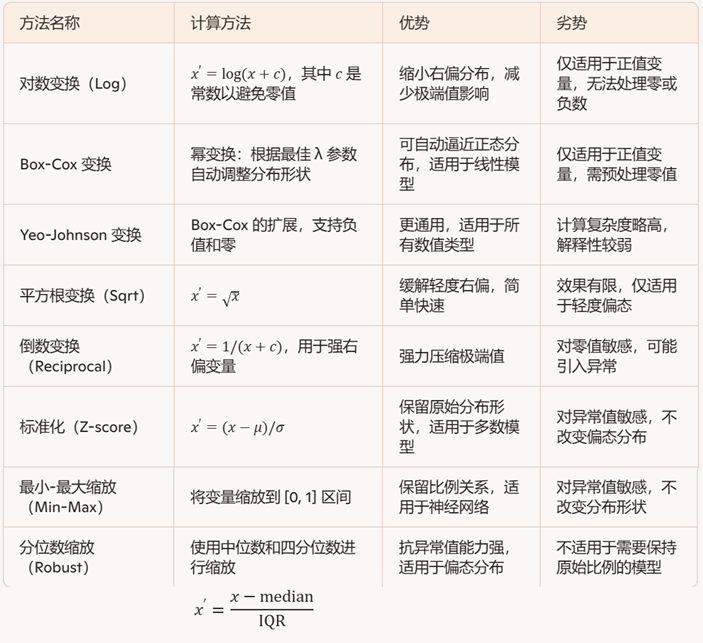 方法名称 计算方法 优势 劣势
对数变换（Log）
x′ = log(x + c)，其中 c 是
常数以避免零值
缩小右偏分布，减
少极端值影响
仅适用于正值变
量，无法处理零或
负数
Box-Cox 变换
幂变换：根据最佳 λ 参数
自动调整分布形状
可自动逼近正态分
布，适用于线性模
型
仅适用于正值变
量，需预处理零值
Yeo-Johnson 变换
Box-Cox 的扩展，支持负
值和零
更通用，适用于所
有数值类型
计算复杂度略高，
解释性较弱
平方根变换（Sqrt）
x′ = √x
缓解轻度右偏，简
单快速
效果有限，仅适用
于轻度偏态
倒数变换
（Reciprocal）
x′ = 1/(x + c)，用于强右
偏变量
强力压缩极端值
对零值敏感，可能
引入异常
标准化（Z-score）
x′ = (x − μ)/σ
保留原始分布形
状，适用于多数模
型
对异常值敏感，不
改变偏态分布
最小-最大缩放
（Min-Max）
将变量缩放到 [0, 1] 区间
保留比例关系，适
用于神经网络
对异常值敏感，不
改变分布形状
分位数缩放
（Robust）
使用中位数和四分位数进
行缩放
抗异常值能力强，
适用于偏态分布
不适用于需要保持
原始比例的模型
x′ = (x − median)/IQR